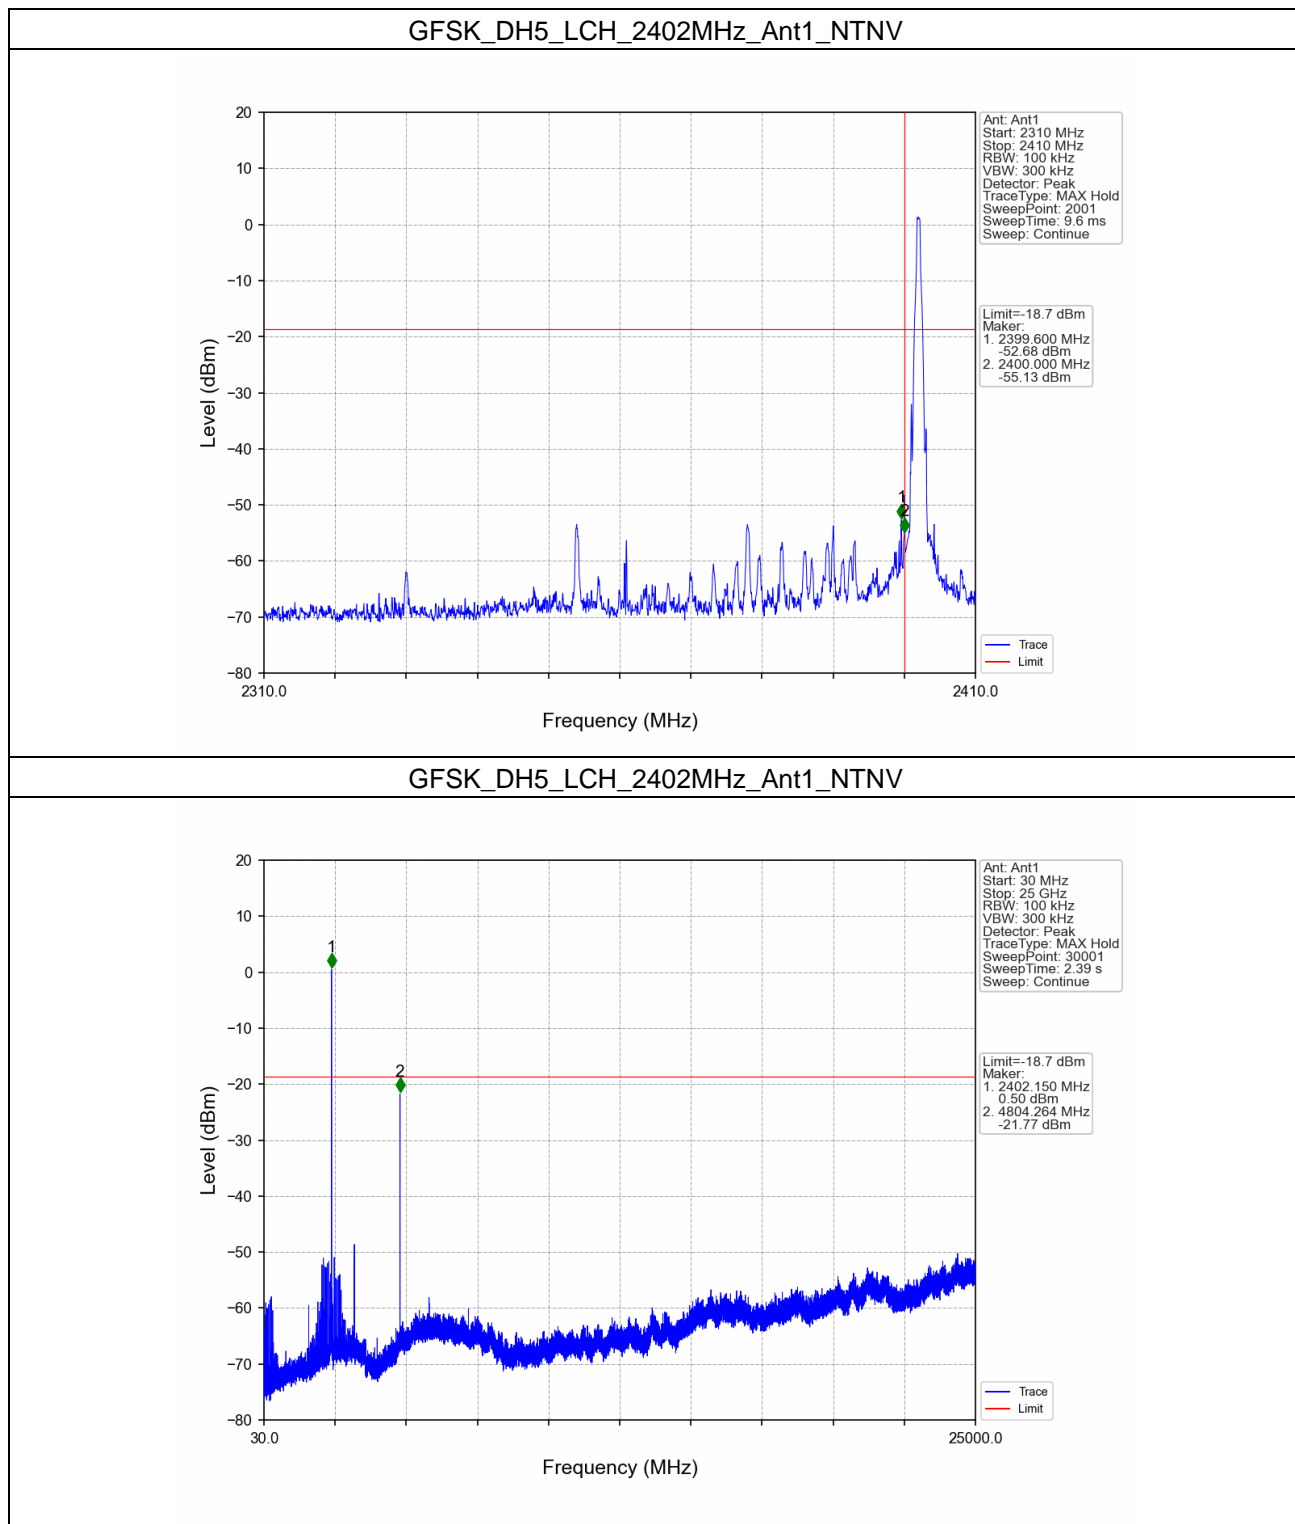 GFSK_DH5_LCH_2402MHz_Ant1_NTNV
20
10
0
−10
−20
−30
−40
−50
−60
−70
−80
Level (dBm)
2310.0
2410.0
Frequency (MHz)
1
2
Ant: Ant1
Start: 2310 MHz
Stop: 2410 MHz
RBW: 100 kHz
VBW: 300 kHz
Detector: Peak
TraceType: MAX Hold
SweepPoint: 2001
SweepTime: 9.6 ms
Sweep: Continue
Limit=-18.7 dBm
Maker:
1. 2399.600 MHz
-52.68 dBm
2. 2400.000 MHz
-55.13 dBm
Trace
Limit
GFSK_DH5_LCH_2402MHz_Ant1_NTNV
20
10
0
−10
−20
−30
−40
−50
−60
−70
−80
Level (dBm)
30.0
25000.0
Frequency (MHz)
1
2
Ant: Ant1
Start: 30 MHz
Stop: 25 GHz
RBW: 100 kHz
VBW: 300 kHz
Detector: Peak
TraceType: MAX Hold
SweepPoint: 30001
SweepTime: 2.39 s
Sweep: Continue
Limit=-18.7 dBm
Maker:
1. 2402.150 MHz
0.50 dBm
2. 4804.264 MHz
-21.77 dBm
Trace
Limit